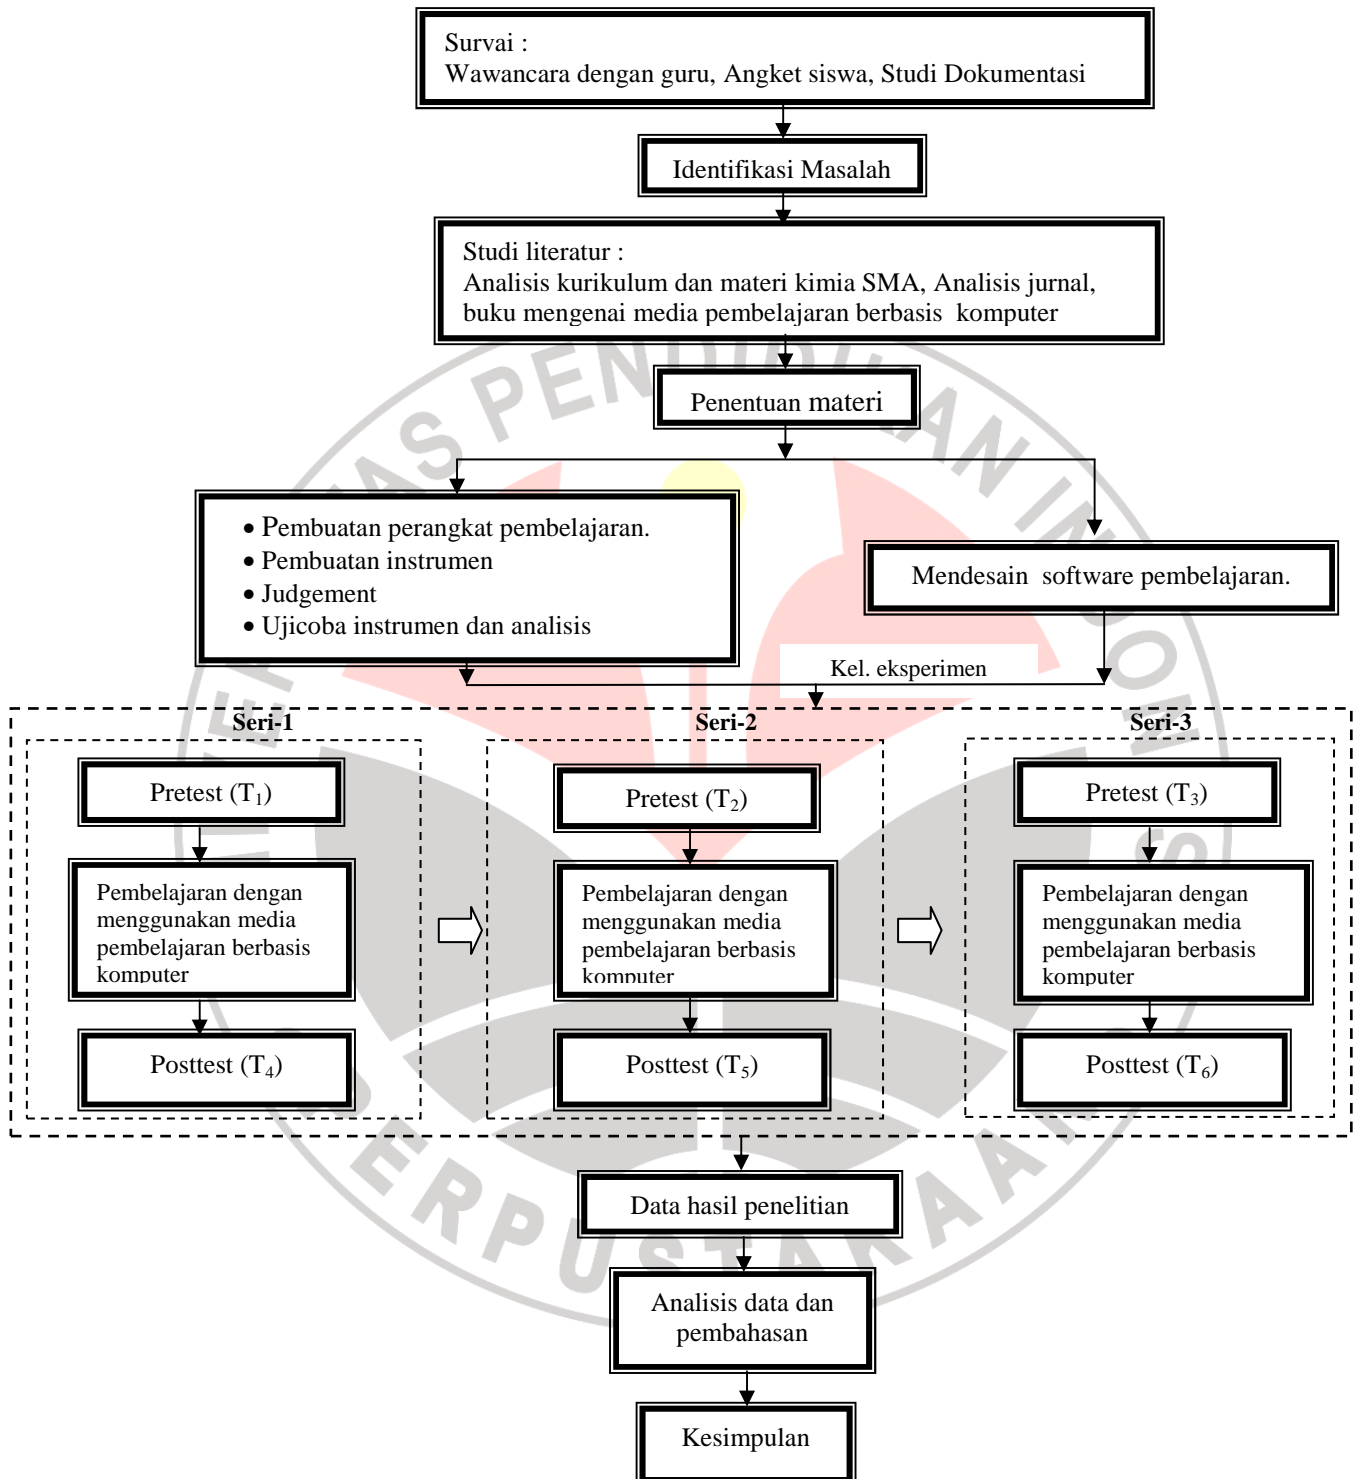 Survai :
Wawancara dengan guru, Angket siswa, Studi Dokumentasi
Identifikasi Masalah
Studi literatur :
Analisis kurikulum dan materi kimia SMA, Analisis jurnal,
buku mengenai media pembelajaran berbasis komputer
Penentuan materi
• Pembuatan perangkat pembelajaran.
• Pembuatan instrumen
• Judgement
• Ujicoba instrumen dan analisis
Mendesain software pembelajaran.
Kel. eksperimen
Seri-1
Pretest (T1)
Pembelajaran dengan
menggunakan media
pembelajaran berbasis
komputer
Posttest (T4)
Seri-2
Pretest (T2)
Pembelajaran dengan
menggunakan media
pembelajaran berbasis
komputer
Posttest (T5)
Seri-3
Pretest (T3)
Pembelajaran dengan
menggunakan media
pembelajaran berbasis
komputer
Posttest (T6)
Data hasil penelitian
Analisis data dan
pembahasan
Kesimpulan
PERPUSTAKAAN